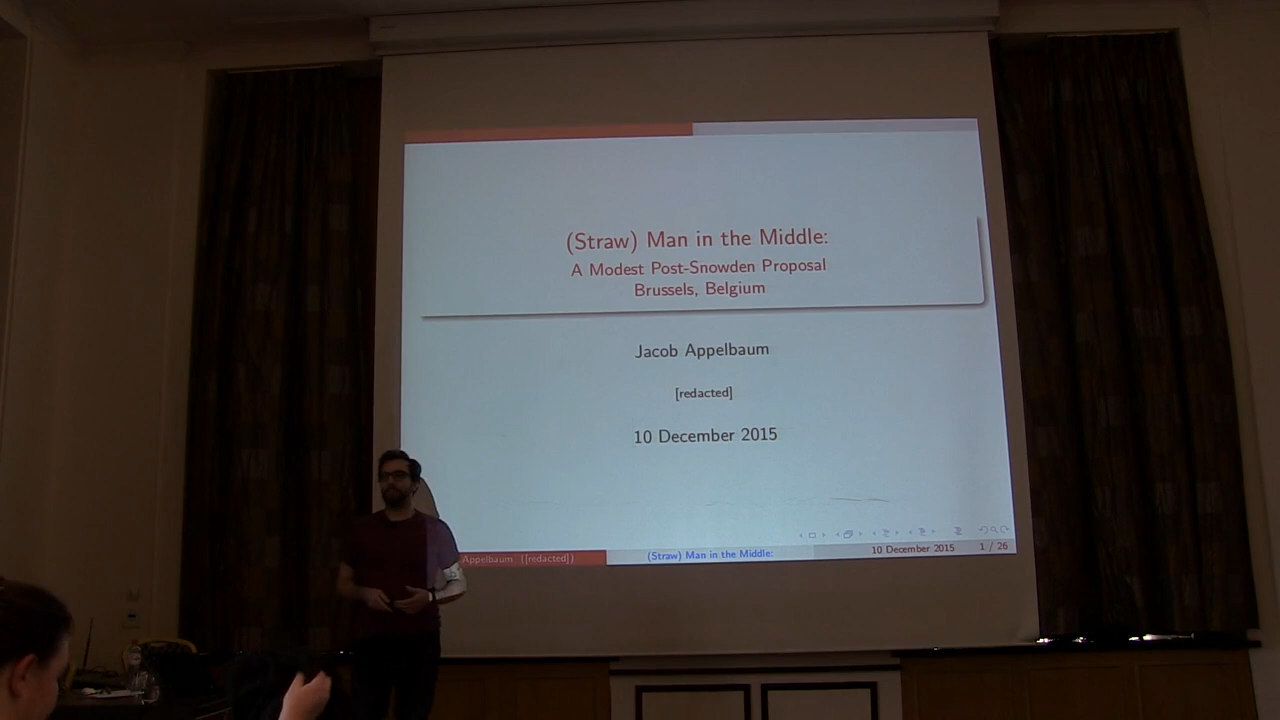 (Straw) Man in the Middle:
A Modest Post-Snowden Proposal
Brussels, Belgium
Jacob Appelbaum
[redacted]
10 December 2015
Appelbaum ([redacted])
(Straw) Man in the Middle:
10 December 2015
1 / 26